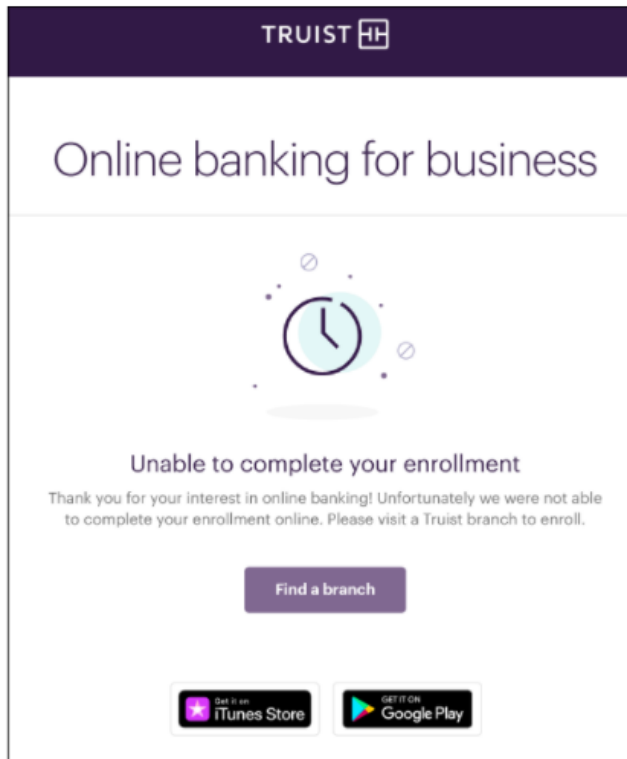 TRUIST
Online banking for business
Unable to complete your enrollment
Thank you for your interest in online banking! Unfortunately we were not able
to complete your enrollment online. Please visit a Truist branch to enroll.
Find a branch
Get it on
iTunes Store
GET IT ON
Google Play